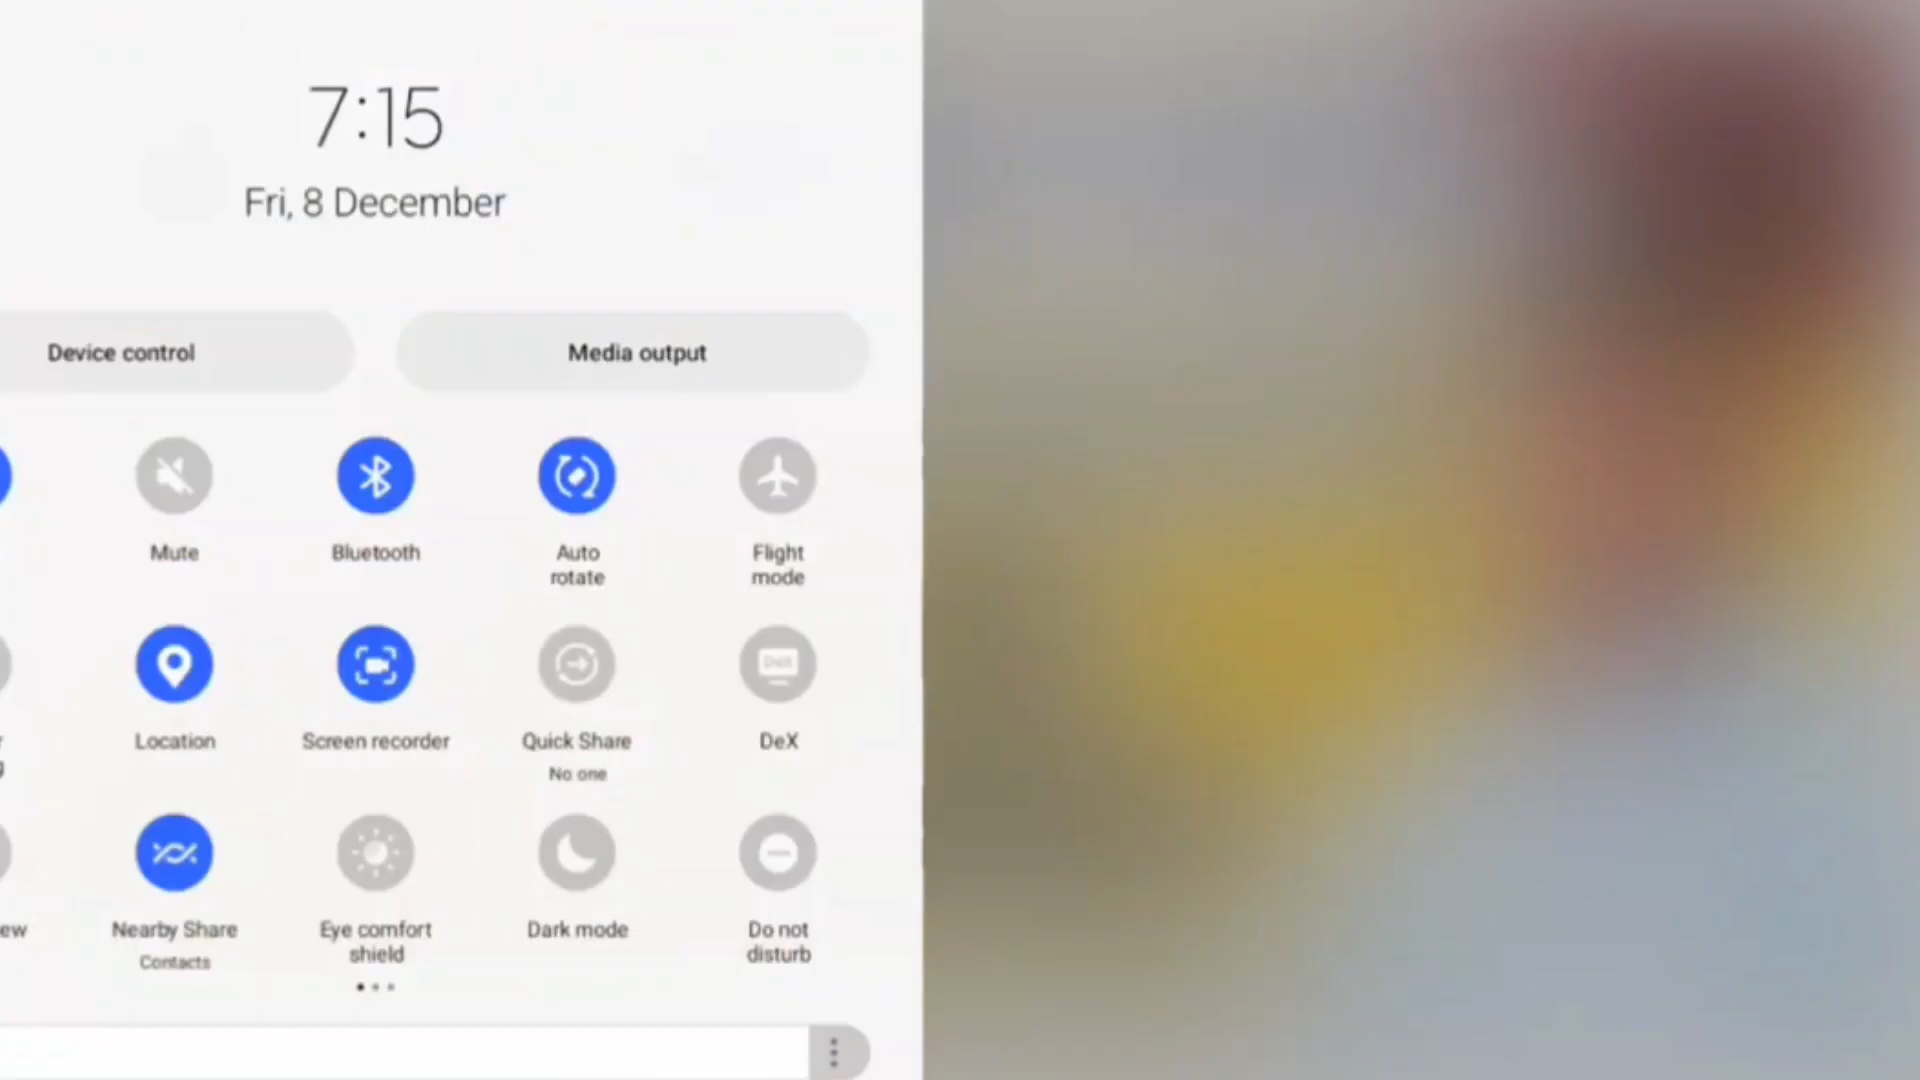 7:15
Fri, 8 December
Device control
Media output
Mute
Bluetooth
Auto
rotate
Flight
mode
Location
Screen recorder
Quick Share
No one
DeX
DeX
Nearby Share
Contacts
Eye comfort
shield
Dark mode
Do not
disturb